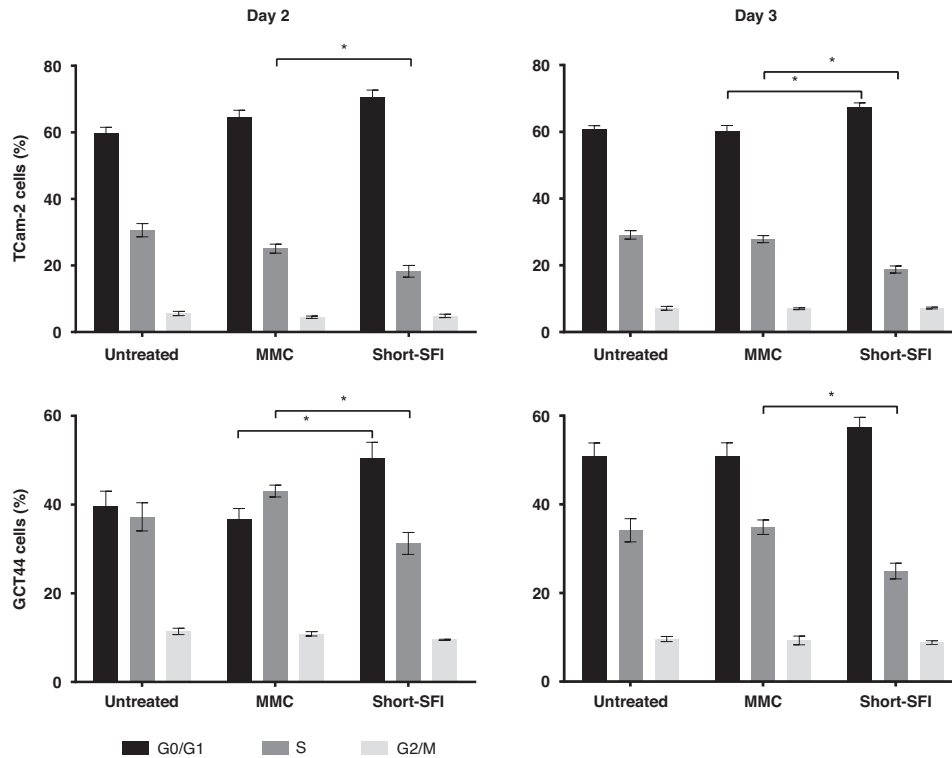 Day 2
Day 3
TCam-2 cells (%)
80
60
40
20
0
*
Untreated
MMC
Short-SFI
80
60
40
20
0
*
*
Untreated
MMC
Short-SFI
GCT44 cells (%)
60
40
20
0
*
*
Untreated
MMC
Short-SFI
60
40
20
0
*
Untreated
MMC
Short-SFI
G0/G1
S
G2/M